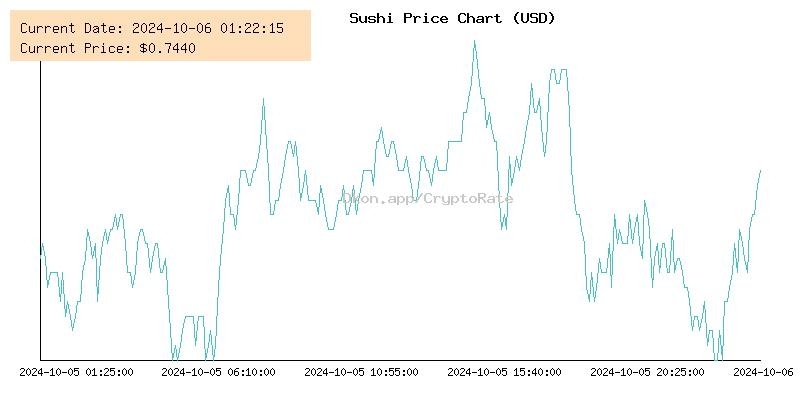 Sushi Price Chart (USD)
Current Date: 2024-10-06 01:22:15
Current Price: $0.7440
Dvon.app/CryptoRate
2024-10-05 01:25:00 2024-10-05 06:10:00 2024-10-05 10:55:00 2024-10-05 15:40:00 2024-10-05 20:25:00 2024-10-06